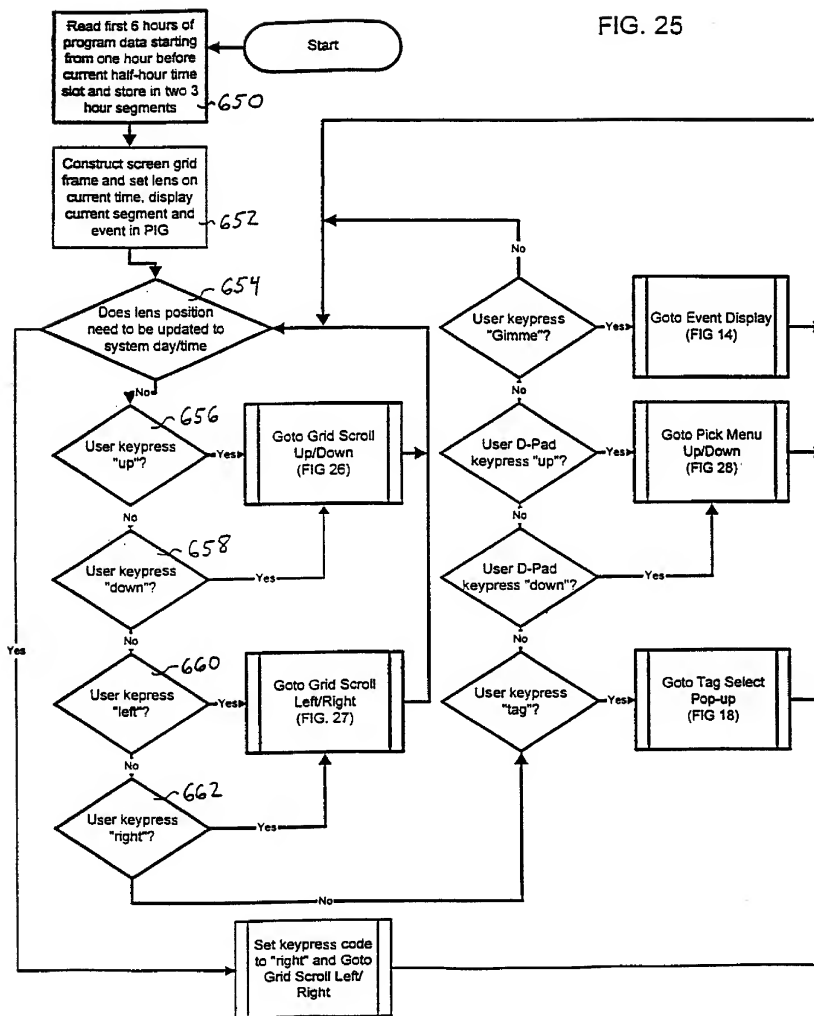 FIG. 25
Start
Read first 6 hours of
program data starting
from one hour before
current half-hour time
slot and store in two 3
hour segments
650
Construct screen grid
frame and set lens on
current time, display
current segment and
event in PIG
652
654
Does lens position
need to be updated to
system day/time
No
Yes
656
User keypress
"up"?
Yes
Goto Grid Scroll
Up/Down
(FIG 26)
No
658
User keypress
"down"?
Yes
No
660
User kepress
"left"?
Yes
Goto Grid Scroll
Left/Right
(FIG. 27)
No
662
User keypress
"right"?
Yes
No
No
User keypress
"Gimme"?
Yes
Goto Event Display
(FIG 14)
No
User D-Pad
keypress "up"?
Yes
Goto Pick Menu
Up/Down
(FIG 28)
No
User D-Pad
keypress "down"?
Yes
No
User keypress
"tag"?
Yes
Goto Tag Select
Pop-up
(FIG 18)
Set keypress code
to "right" and Goto
Grid Scroll Left/
Right